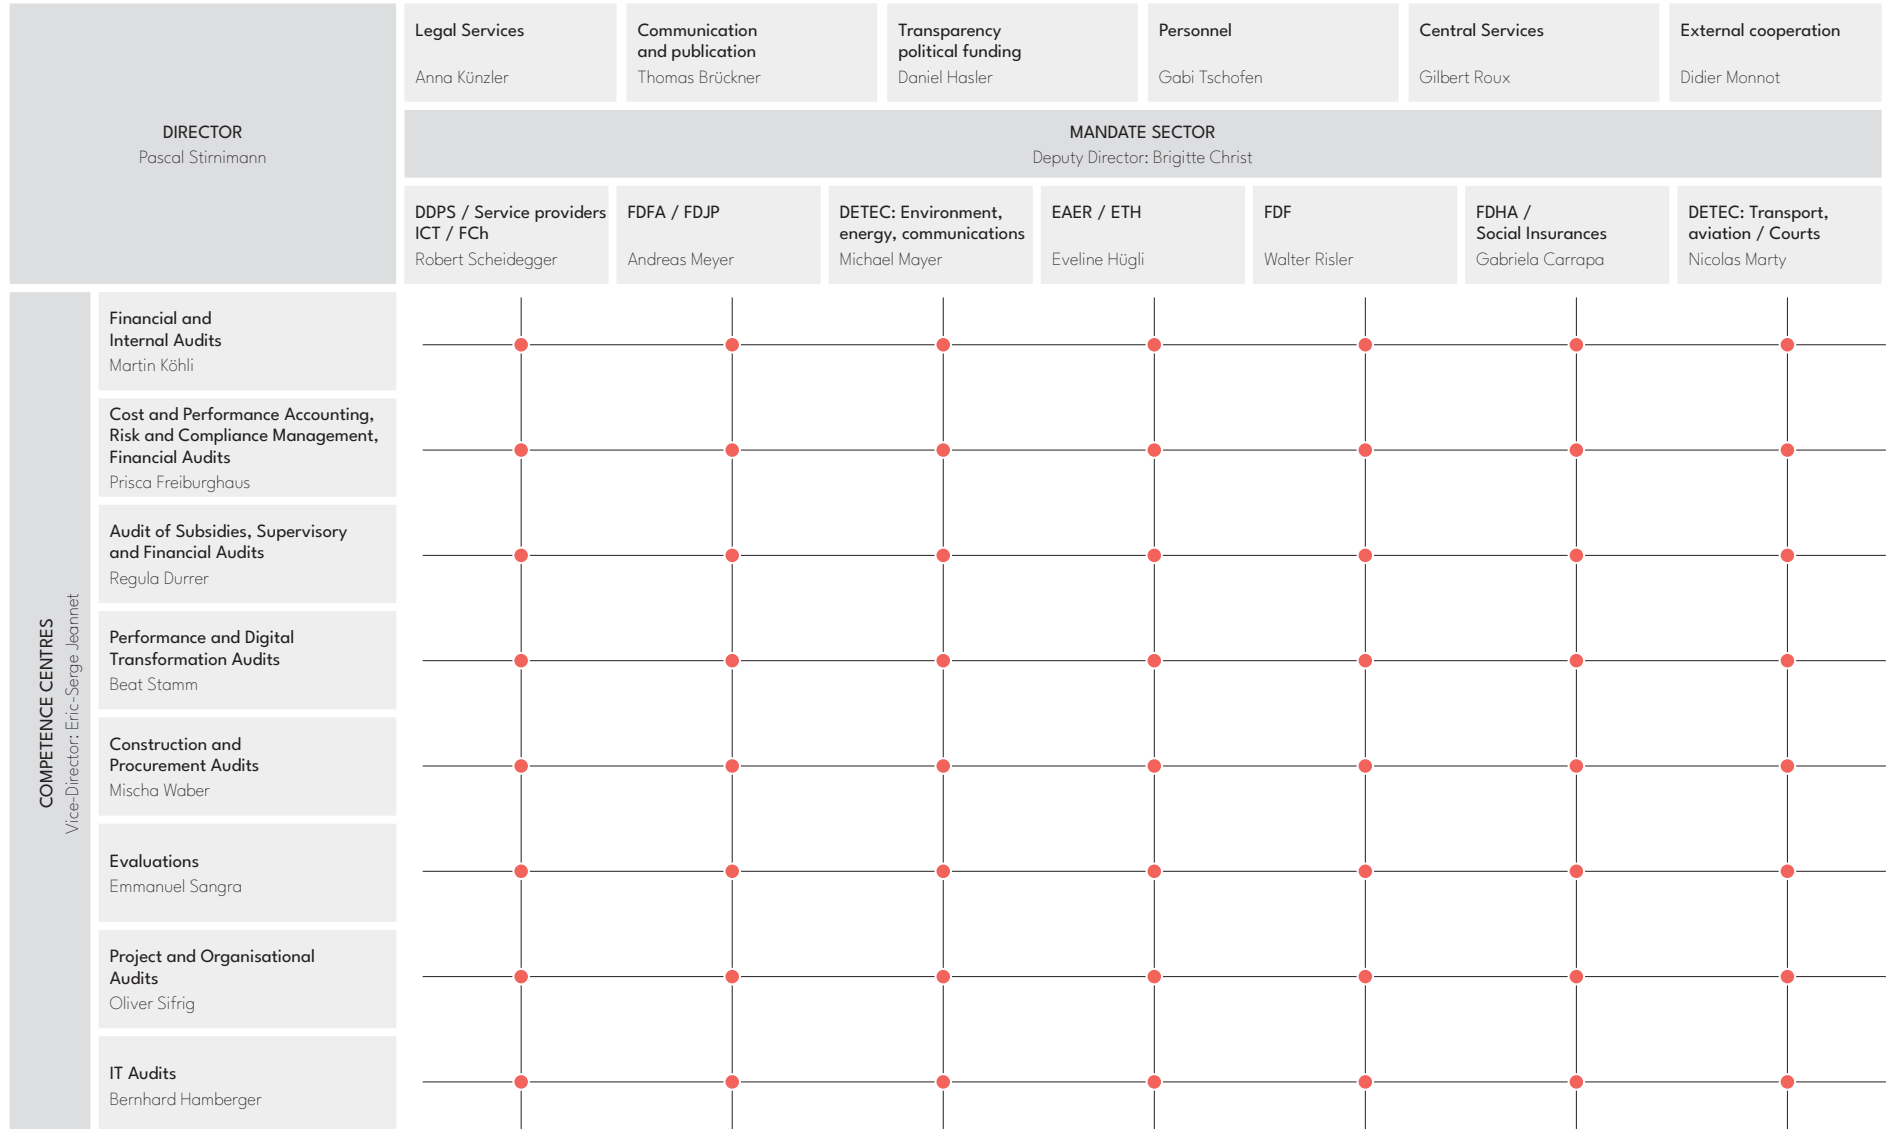 Legal Services
Anna Künzler
Communication
and publication
Thomas Brückner
Transparency
political funding
Daniel Hasler
Personnel
Gabi Tschofen
Central Services
Gilbert Roux
External cooperation
Didier Monnot
DIRECTOR
Pascal Stirnimann
MANDATE SECTOR
Deputy Director: Brigitte Christ
DDPS / Service providers
ICT / FCh
Robert Scheidegger
FDFA / FDJP
Andreas Meyer
DETEC: Environment,
energy, communications
Michael Mayer
EAER / ETH
Eveline Hügli
FDF
Walter Risler
FDHA /
Social Insurances
Gabriela Carrapa
DETEC: Transport,
aviation / Courts
Nicolas Marty
COMPETENCE CENTRES
Vice-Director: Eric-Serge Jeannet
Financial and
Internal Audits
Martin Köhli
Cost and Performance Accounting,
Risk and Compliance Management,
Financial Audits
Prisca Freiburghaus
Audit of Subsidies, Supervisory
and Financial Audits
Regula Durrer
Performance and Digital
Transformation Audits
Beat Stamm
Construction and
Procurement Audits
Mischa Waber
Evaluations
Emmanuel Sangra
Project and Organisational
Audits
Oliver Sifrig
IT Audits
Bernhard Hamberger